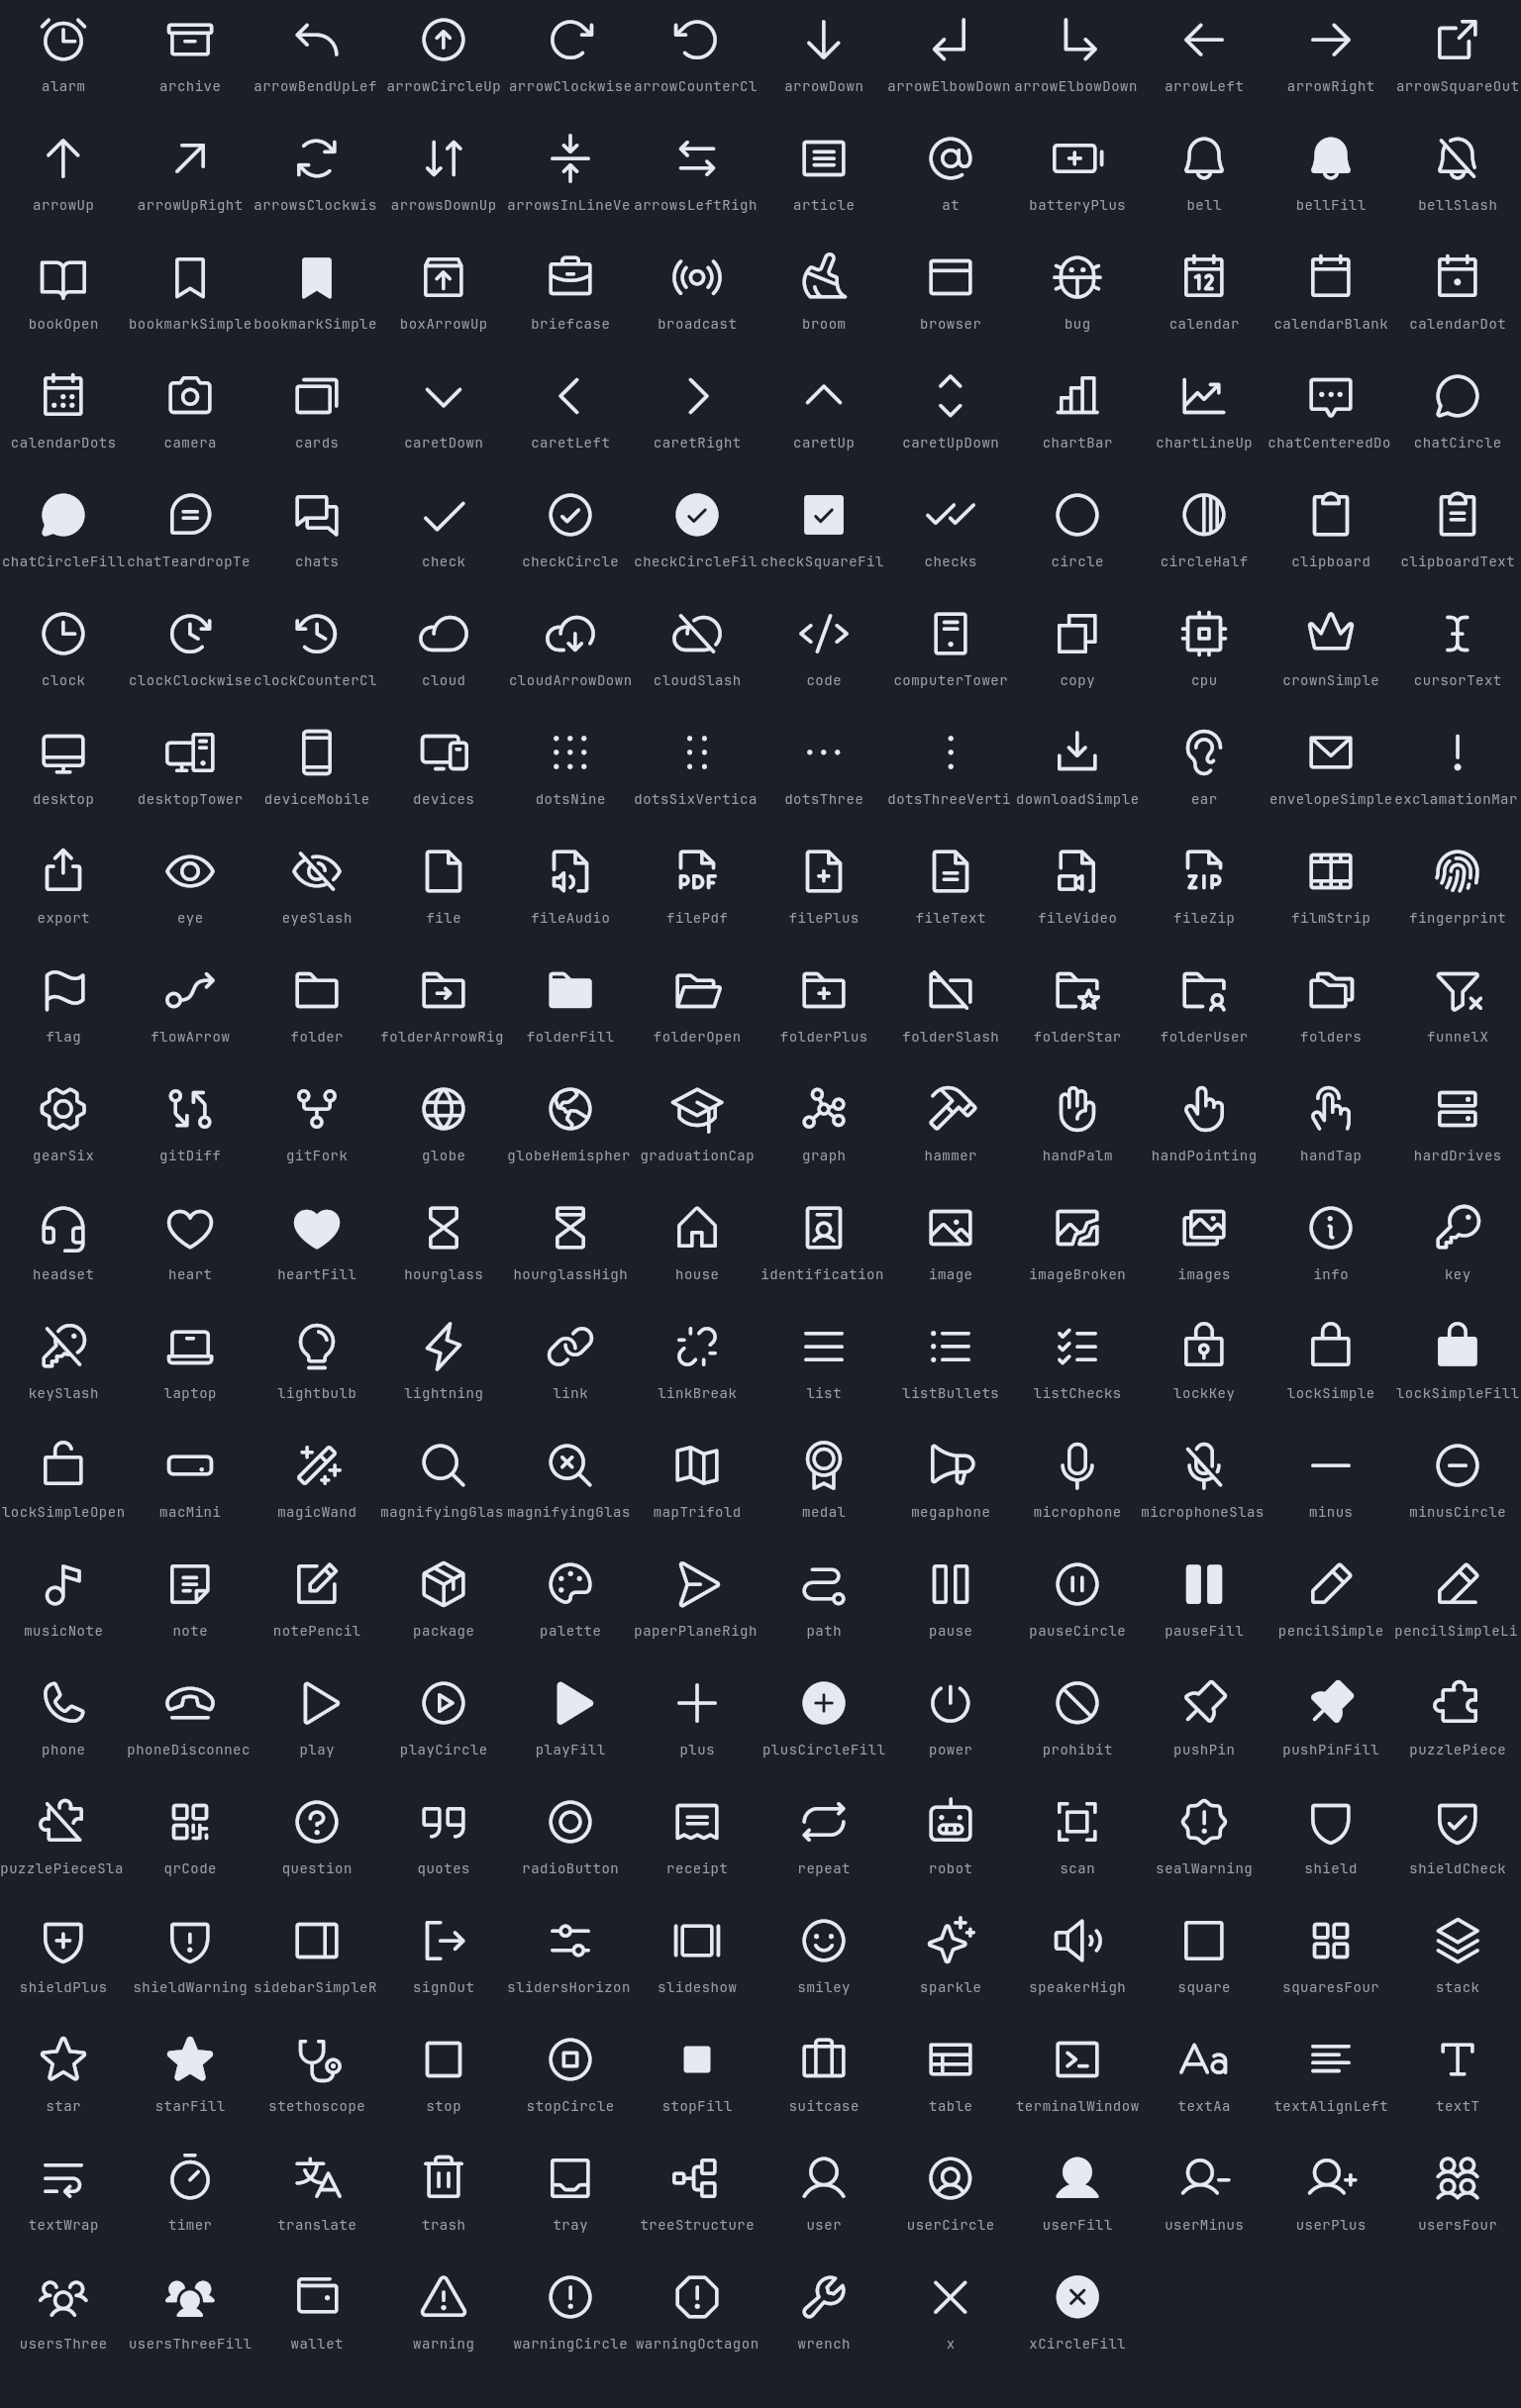 alarm archive arrowBendUpLef arrowCircleUp arrowClockwise arrowCounterCl arrowDown arrowElbowDown arrowElbowDown arrowLeft arrowRight arrowSquareOut
arrowUp arrowUpRight arrowsClockwis arrowsDownUp arrowsInLineVe arrowsLeftRigh article at batteryPlus bell bellFill bellSlash
12
bookOpen bookmarkSimple bookmarkSimple boxArrowUp briefcase broadcast broom browser bug calendar calendarBlank calendarDot
calendarDots camera cards caretDown caretLeft caretRight caretUp caretUpDown chartBar chartLineUp chatCenteredDo chatCircle
chatCircleFill chatTeardropTe chats check checkCircle checkCircleFil checkSquareFil checks circle circleHalf clipboard clipboardText
clock clockClockwise clockCounterCl cloud cloudArrowDown cloudSlash code computerTower copy cpu crownSimple cursorText
desktop desktopTower deviceMobile devices dotsNine dotsSixVertica dotsThree dotsThreeVerti downloadSimple ear envelopeSimple exclamationMar
PDF ZIP
export eye eyeSlash file fileAudio filePdf filePlus fileText fileVideo fileZip filmStrip fingerprint
flag flowArrow folder folderArrowRig folderFill folderOpen folderPlus folderSlash folderStar folderUser folders funnelX
gearSix gitDiff gitFork globe globeHemispher graduationCap graph hammer handPalm handPointing handTap hardDrives
headset heart heartFill hourglass hourglassHigh house identification image imageBroken images info key
keySlash laptop lightbulb lightning link linkBreak list listBullets listChecks lockKey lockSimple lockSimpleFill
lockSimpleOpen macMini magicWand magnifyingGlas magnifyingGlas mapTrifold medal megaphone microphone microphoneSlas minus minusCircle
musicNote note notePencil package palette paperPlaneRigh path pause pauseCircle pauseFill pencilSimple pencilSimpleLi
phone phoneDisconnec play playCircle playFill plus plusCircleFill power prohibit pushPin pushPinFill puzzlePiece
puzzlePieceSla qrCode question quotes radioButton receipt repeat robot scan sealWarning shield shieldCheck
shieldPlus shieldWarning sidebarSimpleR signOut slidersHorizon slideshow smiley sparkle speakerHigh square squaresFour stack
Aa T
star starFill stethoscope stop stopCircle stopFill suitcase table terminalWindow textAa textAlignLeft textT
textWrap timer translate trash tray treeStructure user userCircle userFill userMinus userPlus usersFour
usersThree usersThreeFill wallet warning warningCircle warningOctagon wrench x xCircleFill